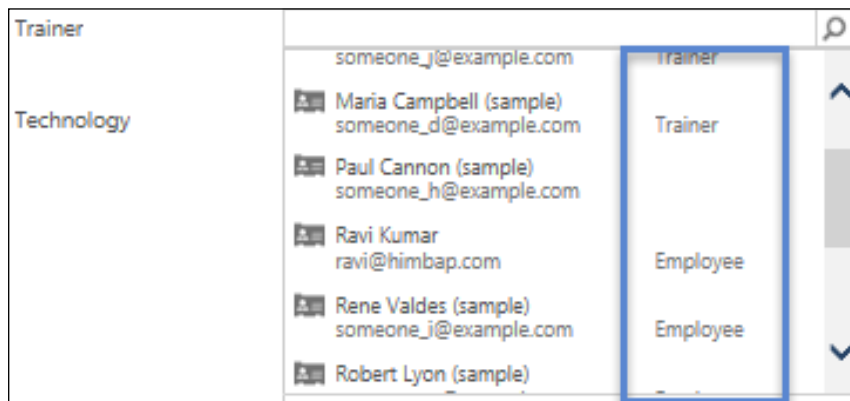 Trainer
someone_j@example.com Trainer
Maria Campbell (sample)
Technology
someone_d@example.com Trainer
Paul Cannon (sample)
someone_h@example.com
Ravi Kumar
ravi@himbap.com Employee
Rene Valdes (sample)
someone_i@example.com Employee
Robert Lyon (sample)